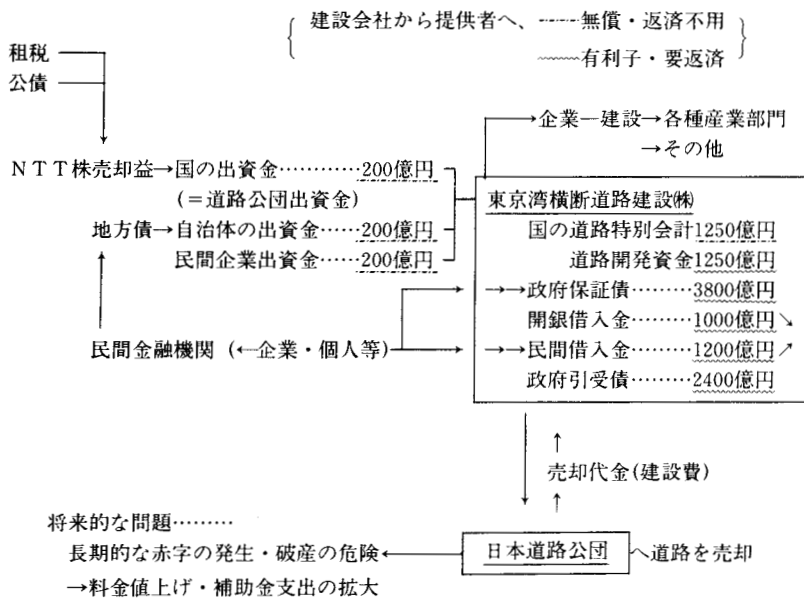 建設会社から提供者へ、-·-·-無償・返済不用
〰〰有利子・要返済
租税
公債
→企業―建設→各種産業部門
→その他
NTT株売却益→国の出資金…………200億円
(=道路公団出資金)
地方債→自治体の出資金……200億円
民間企業出資金……200億円
東京湾横断道路建設㈱
国の道路特別会計1250億円
道路開発資金1250億円
→→政府保証債………3800億円
開銀借入金………1000億円↘
→→民間借入金………1200億円↗
政府引受債………2400億円
民間金融機関(←企業・個人等)
↑
売却代金(建設費)
↑
日本道路公団へ道路を売却
将来的な問題………
長期的な赤字の発生・破産の危険←
→料金値上げ・補助金支出の拡大